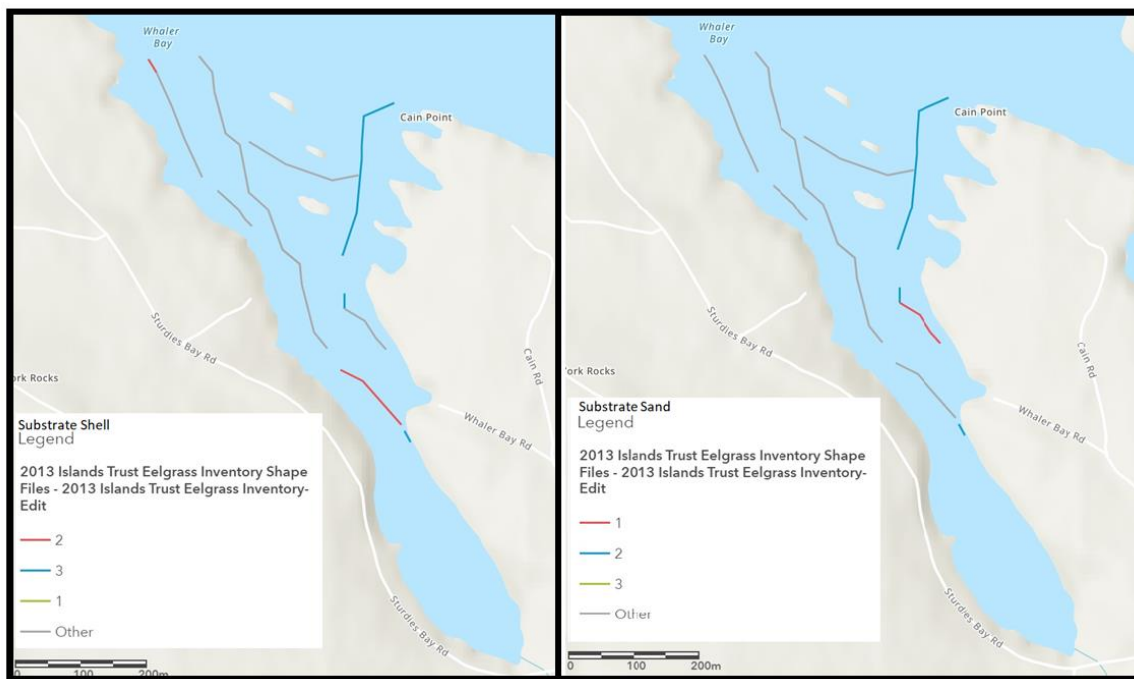 Whaler
Bay
Cain Point
Sturdies Bay Rd
Cain Rd
ork Rocks
Whaler Bay Rd
Substrate Shell
Legend
2013 Islands Trust Eelgrass Inventory Shape
Files - 2013 Islands Trust Eelgrass Inventory-
Edit
2
3
1
Other
Sturdies Bay Rd
0 100 200m
Whaler
Bay
Cain Point
Sturdies Bay Rd
Cain Rd
ork Rocks
Whaler Bay Rd
Substrate Sand
Legend
2013 Islands Trust Eelgrass Inventory Shape
Files - 2013 Islands Trust Eelgrass Inventory-
Edit
1
2
3
Other
Sturdies Bay Rd
0 100 200m